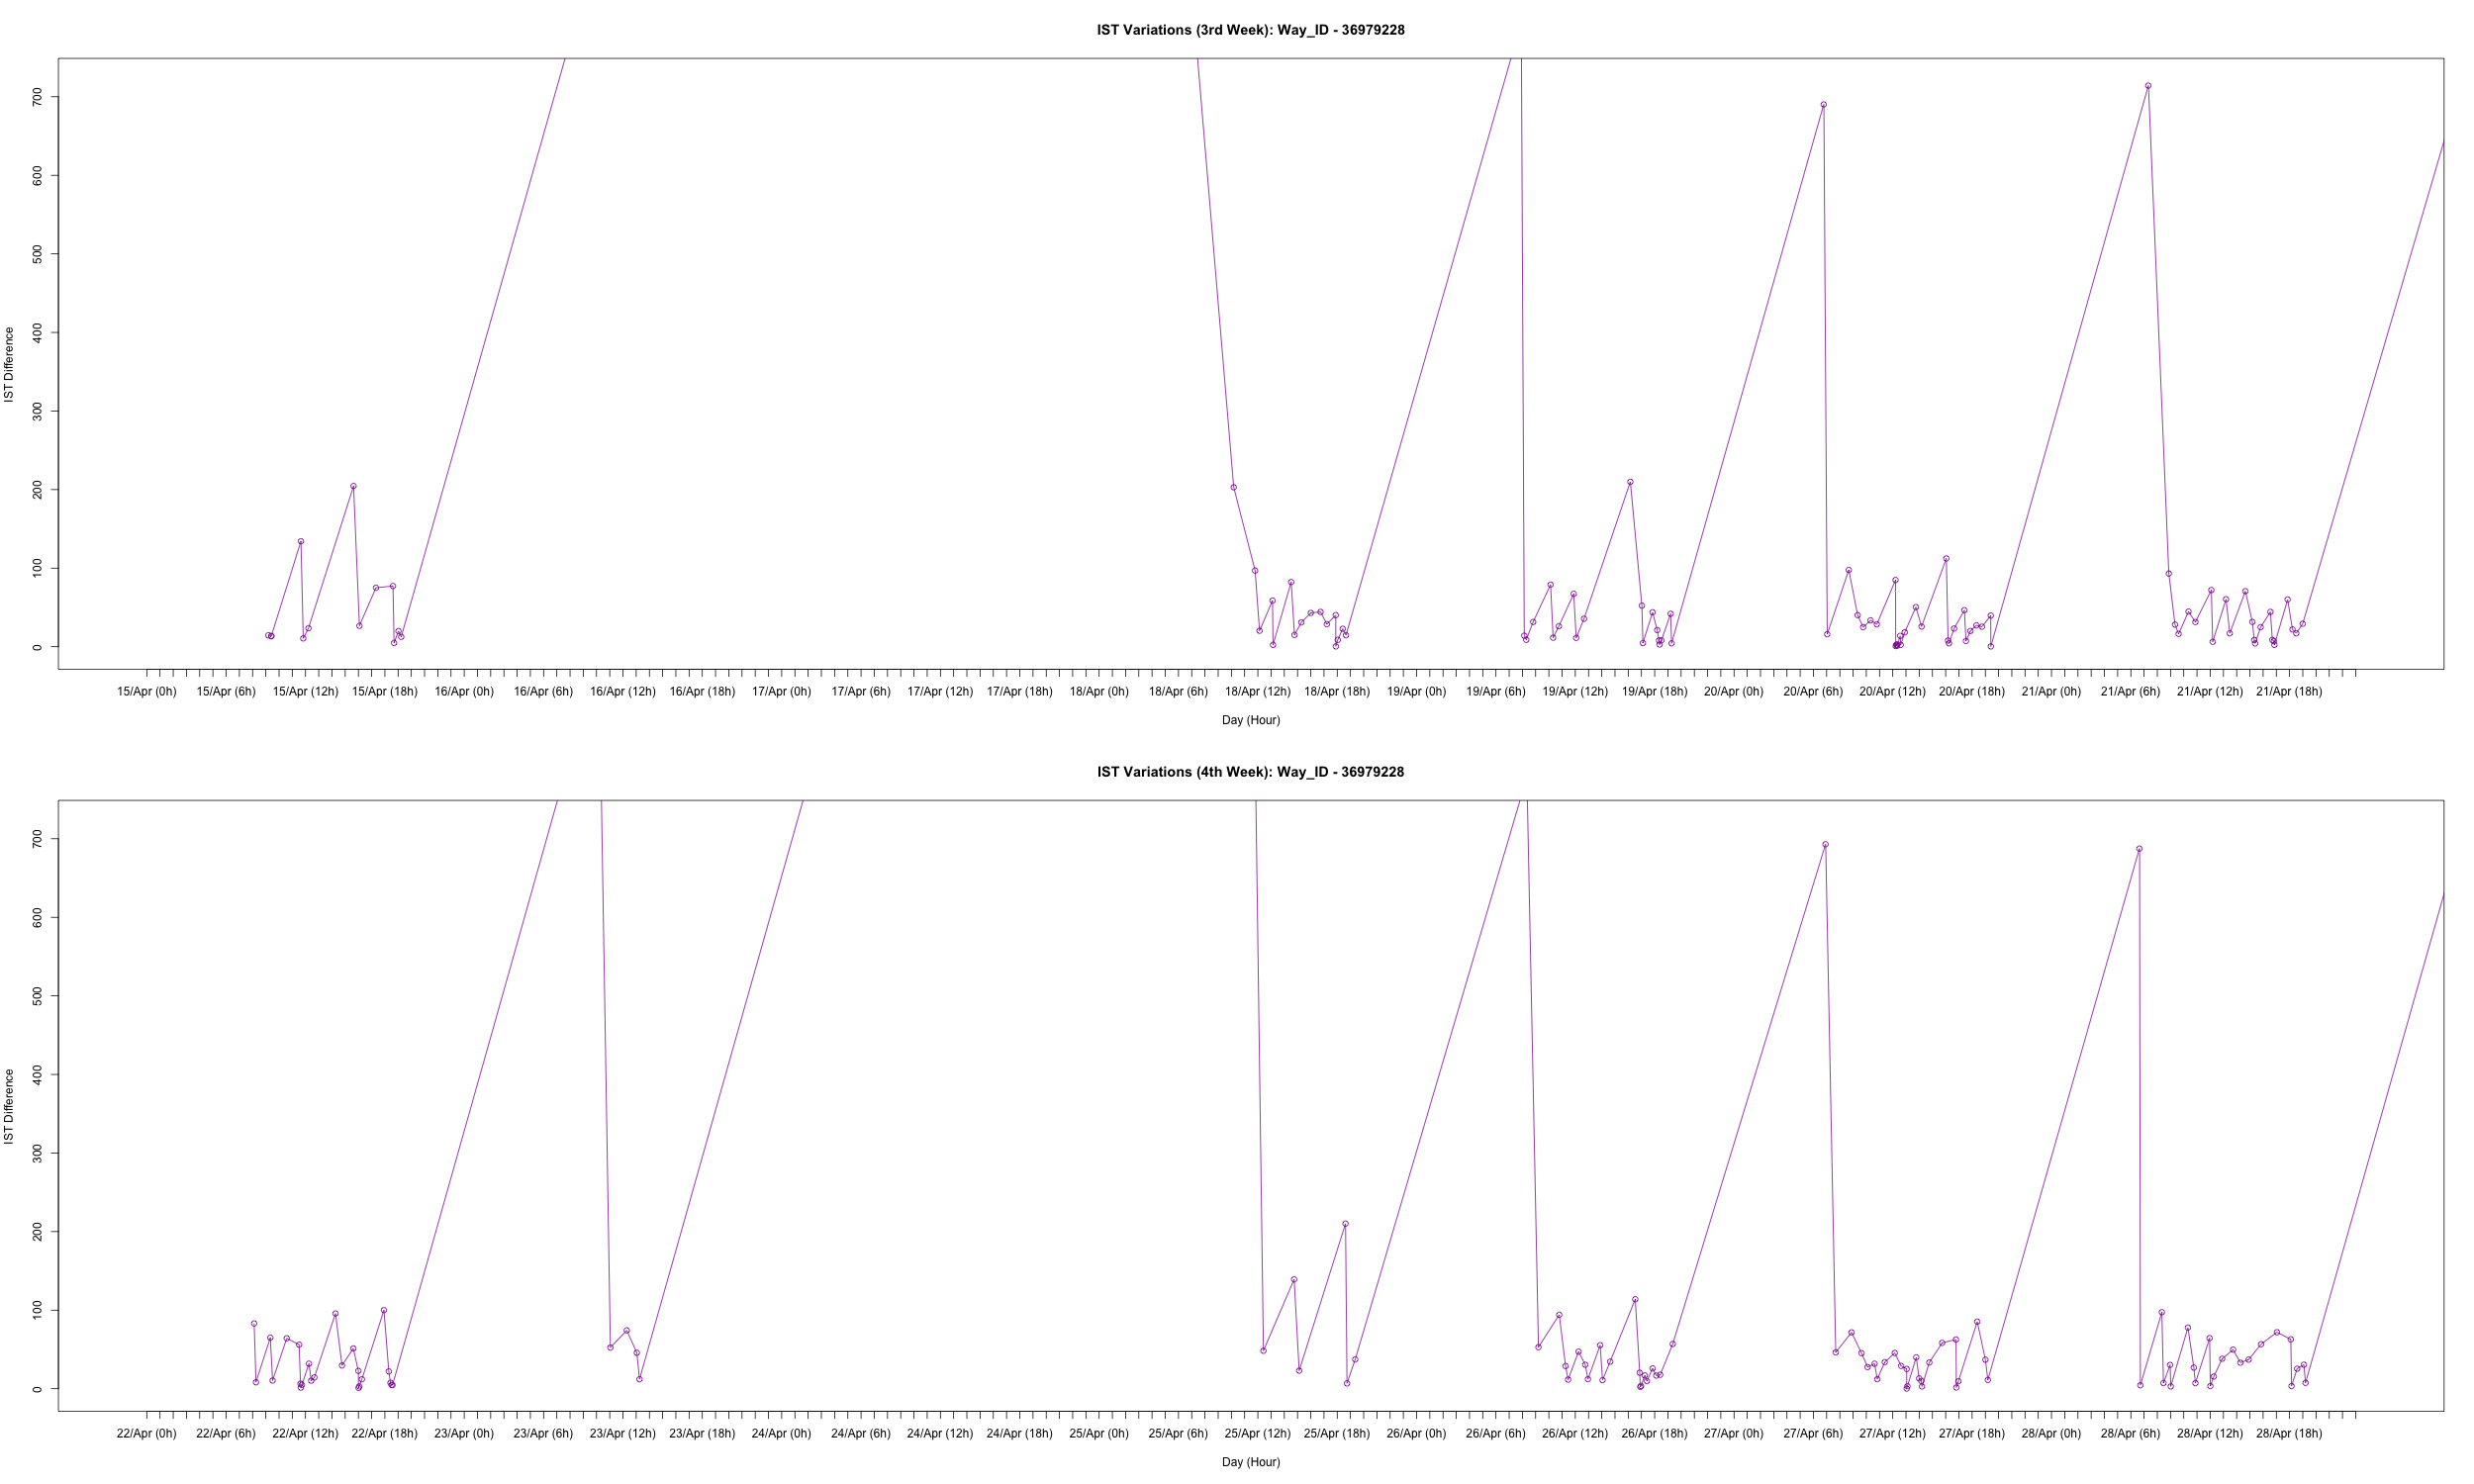 IST Variations (3rd Week): Way_ID - 36979228
IST Difference
0 100 200 300 400 500 600 700
15/Apr (0h) 15/Apr (6h) 15/Apr (12h) 15/Apr (18h) 16/Apr (0h) 16/Apr (6h) 16/Apr (12h) 16/Apr (18h) 17/Apr (0h) 17/Apr (6h) 17/Apr (12h) 17/Apr (18h) 18/Apr (0h) 18/Apr (6h) 18/Apr (12h) 18/Apr (18h) 19/Apr (0h) 19/Apr (6h) 19/Apr (12h) 19/Apr (18h) 20/Apr (0h) 20/Apr (6h) 20/Apr (12h) 20/Apr (18h) 21/Apr (0h) 21/Apr (6h) 21/Apr (12h) 21/Apr (18h)
Day (Hour)
IST Variations (4th Week): Way_ID - 36979228
IST Difference
0 100 200 300 400 500 600 700
22/Apr (0h) 22/Apr (6h) 22/Apr (12h) 22/Apr (18h) 23/Apr (0h) 23/Apr (6h) 23/Apr (12h) 23/Apr (18h) 24/Apr (0h) 24/Apr (6h) 24/Apr (12h) 24/Apr (18h) 25/Apr (0h) 25/Apr (6h) 25/Apr (12h) 25/Apr (18h) 26/Apr (0h) 26/Apr (6h) 26/Apr (12h) 26/Apr (18h) 27/Apr (0h) 27/Apr (6h) 27/Apr (12h) 27/Apr (18h) 28/Apr (0h) 28/Apr (6h) 28/Apr (12h) 28/Apr (18h)
Day (Hour)